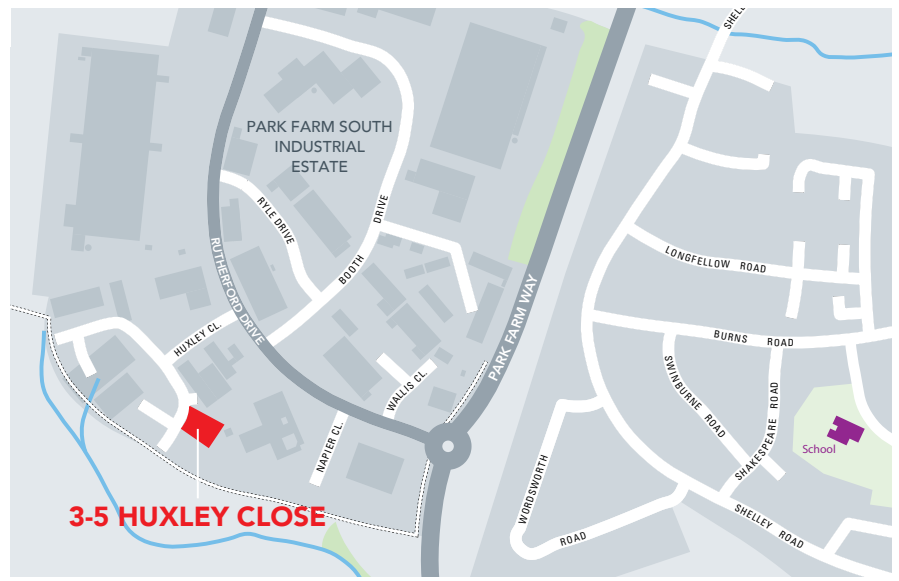 SHELL
PARK FARM SOUTH
INDUSTRIAL
ESTATE
RYLE DRIVE
BOOTH DRIVE
RUTHERFORD DRIVE
LONGFELLOW ROAD
PARK FARM WAY
HUXLEY CL.
BURNS ROAD
SWINBURNE ROAD
SHAKESPEARE ROAD
WALLIS CL.
NAPIER CL.
School
WORDSWORTH ROAD
SHELLEY ROAD
3-5 HUXLEY CLOSE